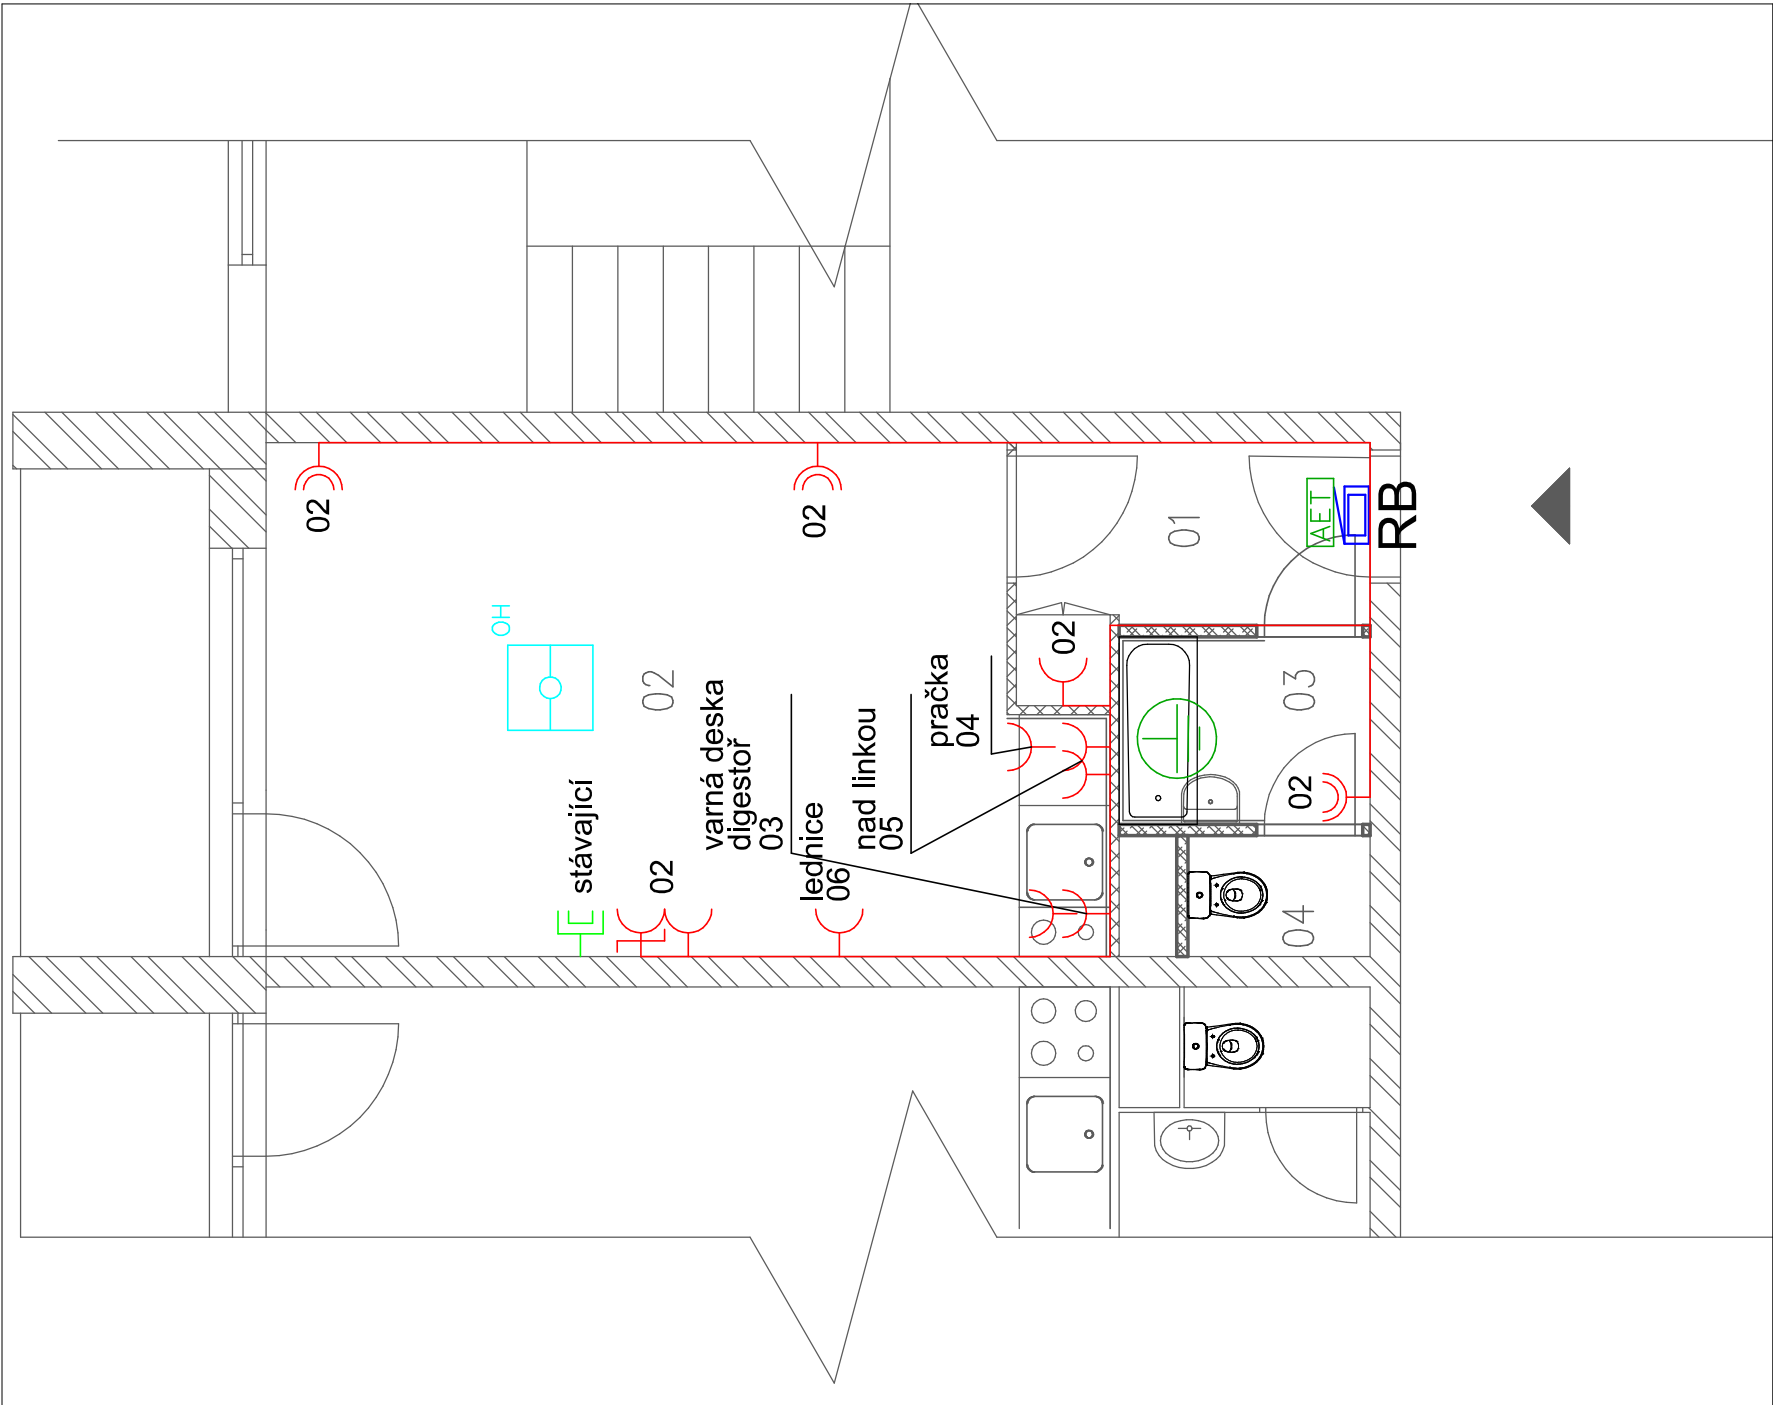 02
02
OH
02
stávající
02
varná deska
digestoř
03
lednice
06
nad linkou
05
pračka
04
02
01
AET
RB
03
02
04